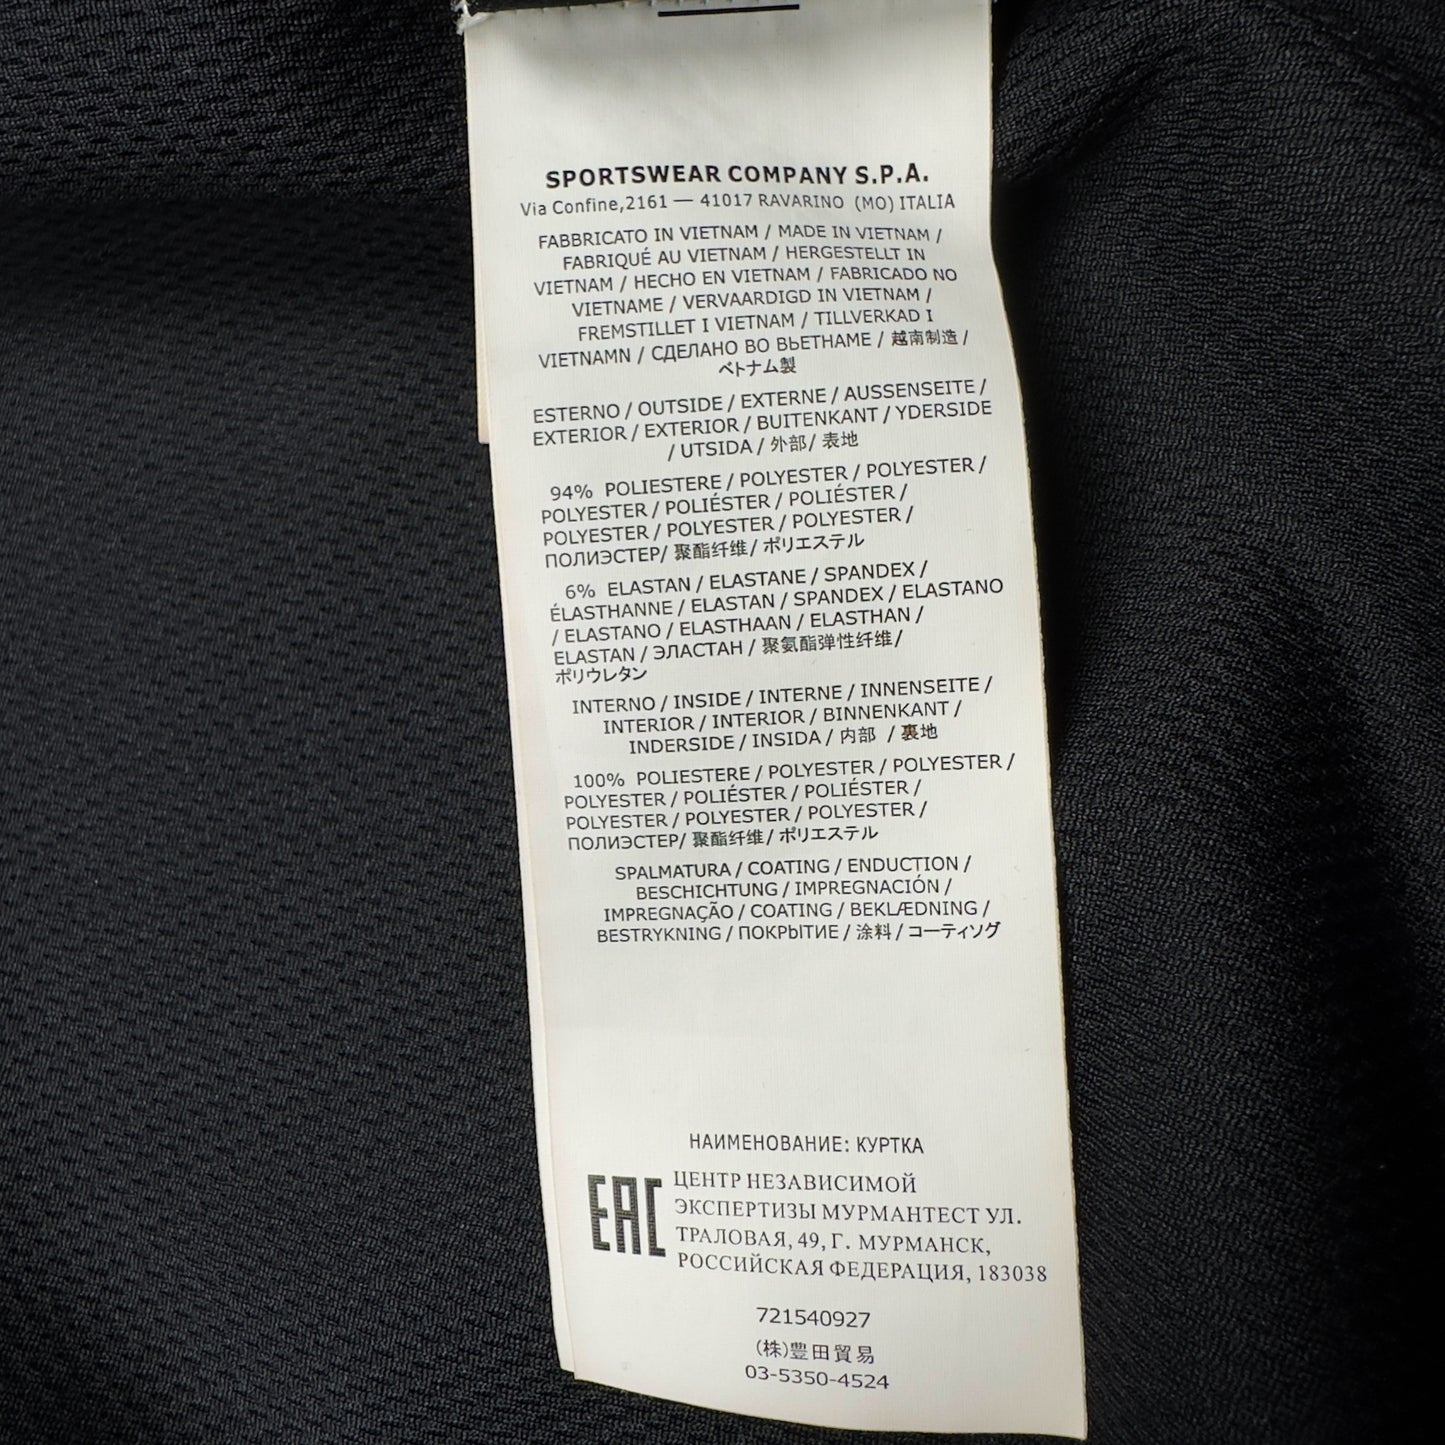 SPORTSWEAR COMPANY S.P.A.
Via Confine,2161 — 41017 RAVARINO (MO) ITALIA
FABBRICATO IN VIETNAM / MADE IN VIETNAM /
FABRIQUÉ AU VIETNAM / HERGESTELLT IN
VIETNAM / HECHO EN VIETNAM / FABRICADO NO
VIETNAME / VERVAARDIGD IN VIETNAM /
FREMSTILLET I VIETNAM / TILLVERKAD I
VIETNAMN / СДЕЛАНО ВО ВЬЕТНАМЕ / 越南制造 /
ベトナム製
ESTERNO / OUTSIDE / EXTERNE / AUSSENSEITE /
EXTERIOR / EXTERIOR / BUITENKANT / YDERSIDE
/ UTSIDA / 外部/ 表地
94% POLIESTERE / POLYESTER / POLYESTER /
POLYESTER / POLIÉSTER / POLIÉSTER /
POLYESTER / POLYESTER / POLYESTER /
ПОЛИЭСТЕР/ 聚酯纤维/ ポリエステル
6% ELASTAN / ELASTANE / SPANDEX /
ÉLASTHANNE / ELASTAN / SPANDEX / ELASTANO
/ ELASTANO / ELASTHAAN / ELASTHAN /
ELASTAN / ЭЛАСТАН / 聚氨酯弹性纤维/
ポリウレタン
INTERNO / INSIDE / INTERNE / INNENSEITE /
INTERIOR / INTERIOR / BINNENKANT /
INDERSIDE / INSIDA / 内部 / 裏地
100% POLIESTERE / POLYESTER / POLYESTER /
POLYESTER / POLIÉSTER / POLIÉSTER /
POLYESTER / POLYESTER / POLYESTER /
ПОЛИЭСТЕР/ 聚酯纤维/ ポリエステル
SPALMATURA / COATING / ENDUCTION /
BESCHICHTUNG / IMPREGNACIÓN /
IMPREGNAÇÃO / COATING / BEKLÆDNING /
BESTRYKNING / ПОКРЫТИЕ / 涂料 / コーティソグ
НАИМЕНОВАНИЕ: КУРТКА
EAC
ЦЕНТР НЕЗАВИСИМОЙ
ЭКСПЕРТИЗЫ МУРМАНТЕСТ УЛ.
ТРАЛОВАЯ, 49, Г. МУРМАНСК,
РОССИЙСКАЯ ФЕДЕРАЦИЯ, 183038
721540927
(株)豊田貿易
03-5350-4524